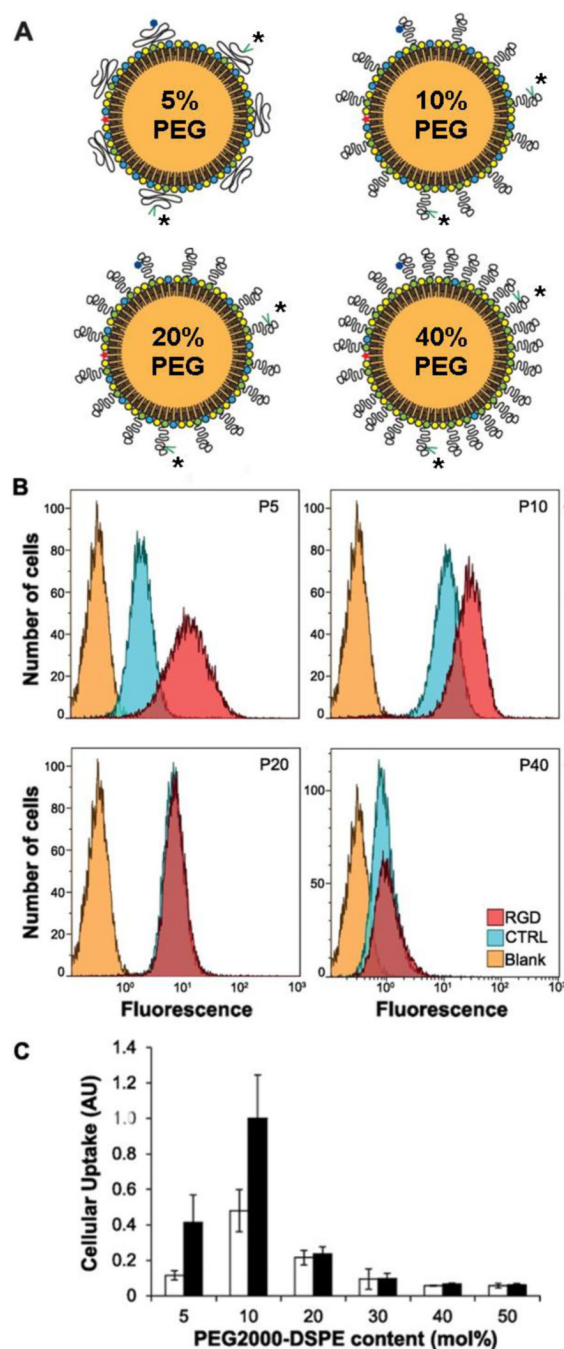 A
5%
PEG
*
*
10%
PEG
*
*
20%
PEG
*
*
40%
PEG
*
*
B
P5
P10
Number of cells
100
80
60
40
20
0
100
80
60
40
20
0
P20
P40
Number of cells
100
80
60
40
20
0
100
50
0
RGD
CTRL
Blank
10⁰ 10¹ 10² 10³
10⁰ 10¹ 10² 10³
Fluorescence
Fluorescence
C
Cellular Uptake (AU)
1.4
1.2
1.0
0.8
0.6
0.4
0.2
0
5 10 20 30 40 50
PEG2000-DSPE content (mol%)